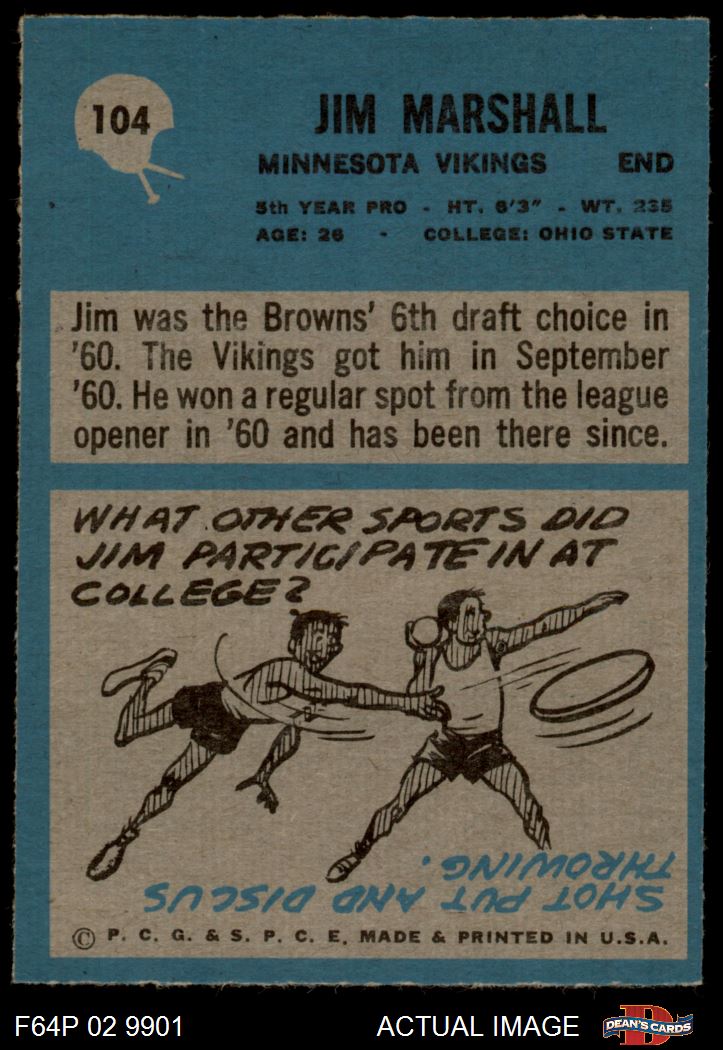 104
JIM MARSHALL
MINNESOTA VIKINGS END
5th YEAR PRO - HT. 6'3" - WT. 235
AGE: 26 - COLLEGE: OHIO STATE
Jim was the Browns' 6th draft choice in
'60. The Vikings got him in September
'60. He won a regular spot from the league
opener in '60 and has been there since.
WHAT OTHER SPORTS DID
JIM PARTICIPATE IN AT
COLLEGE?
SHOT PUT AND DISCUS
THROWING.
© P. C. G. & S. P. C. E. MADE & PRINTED IN U.S.A.
F64P 02 9901 ACTUAL IMAGE D DEAN'S CARDS